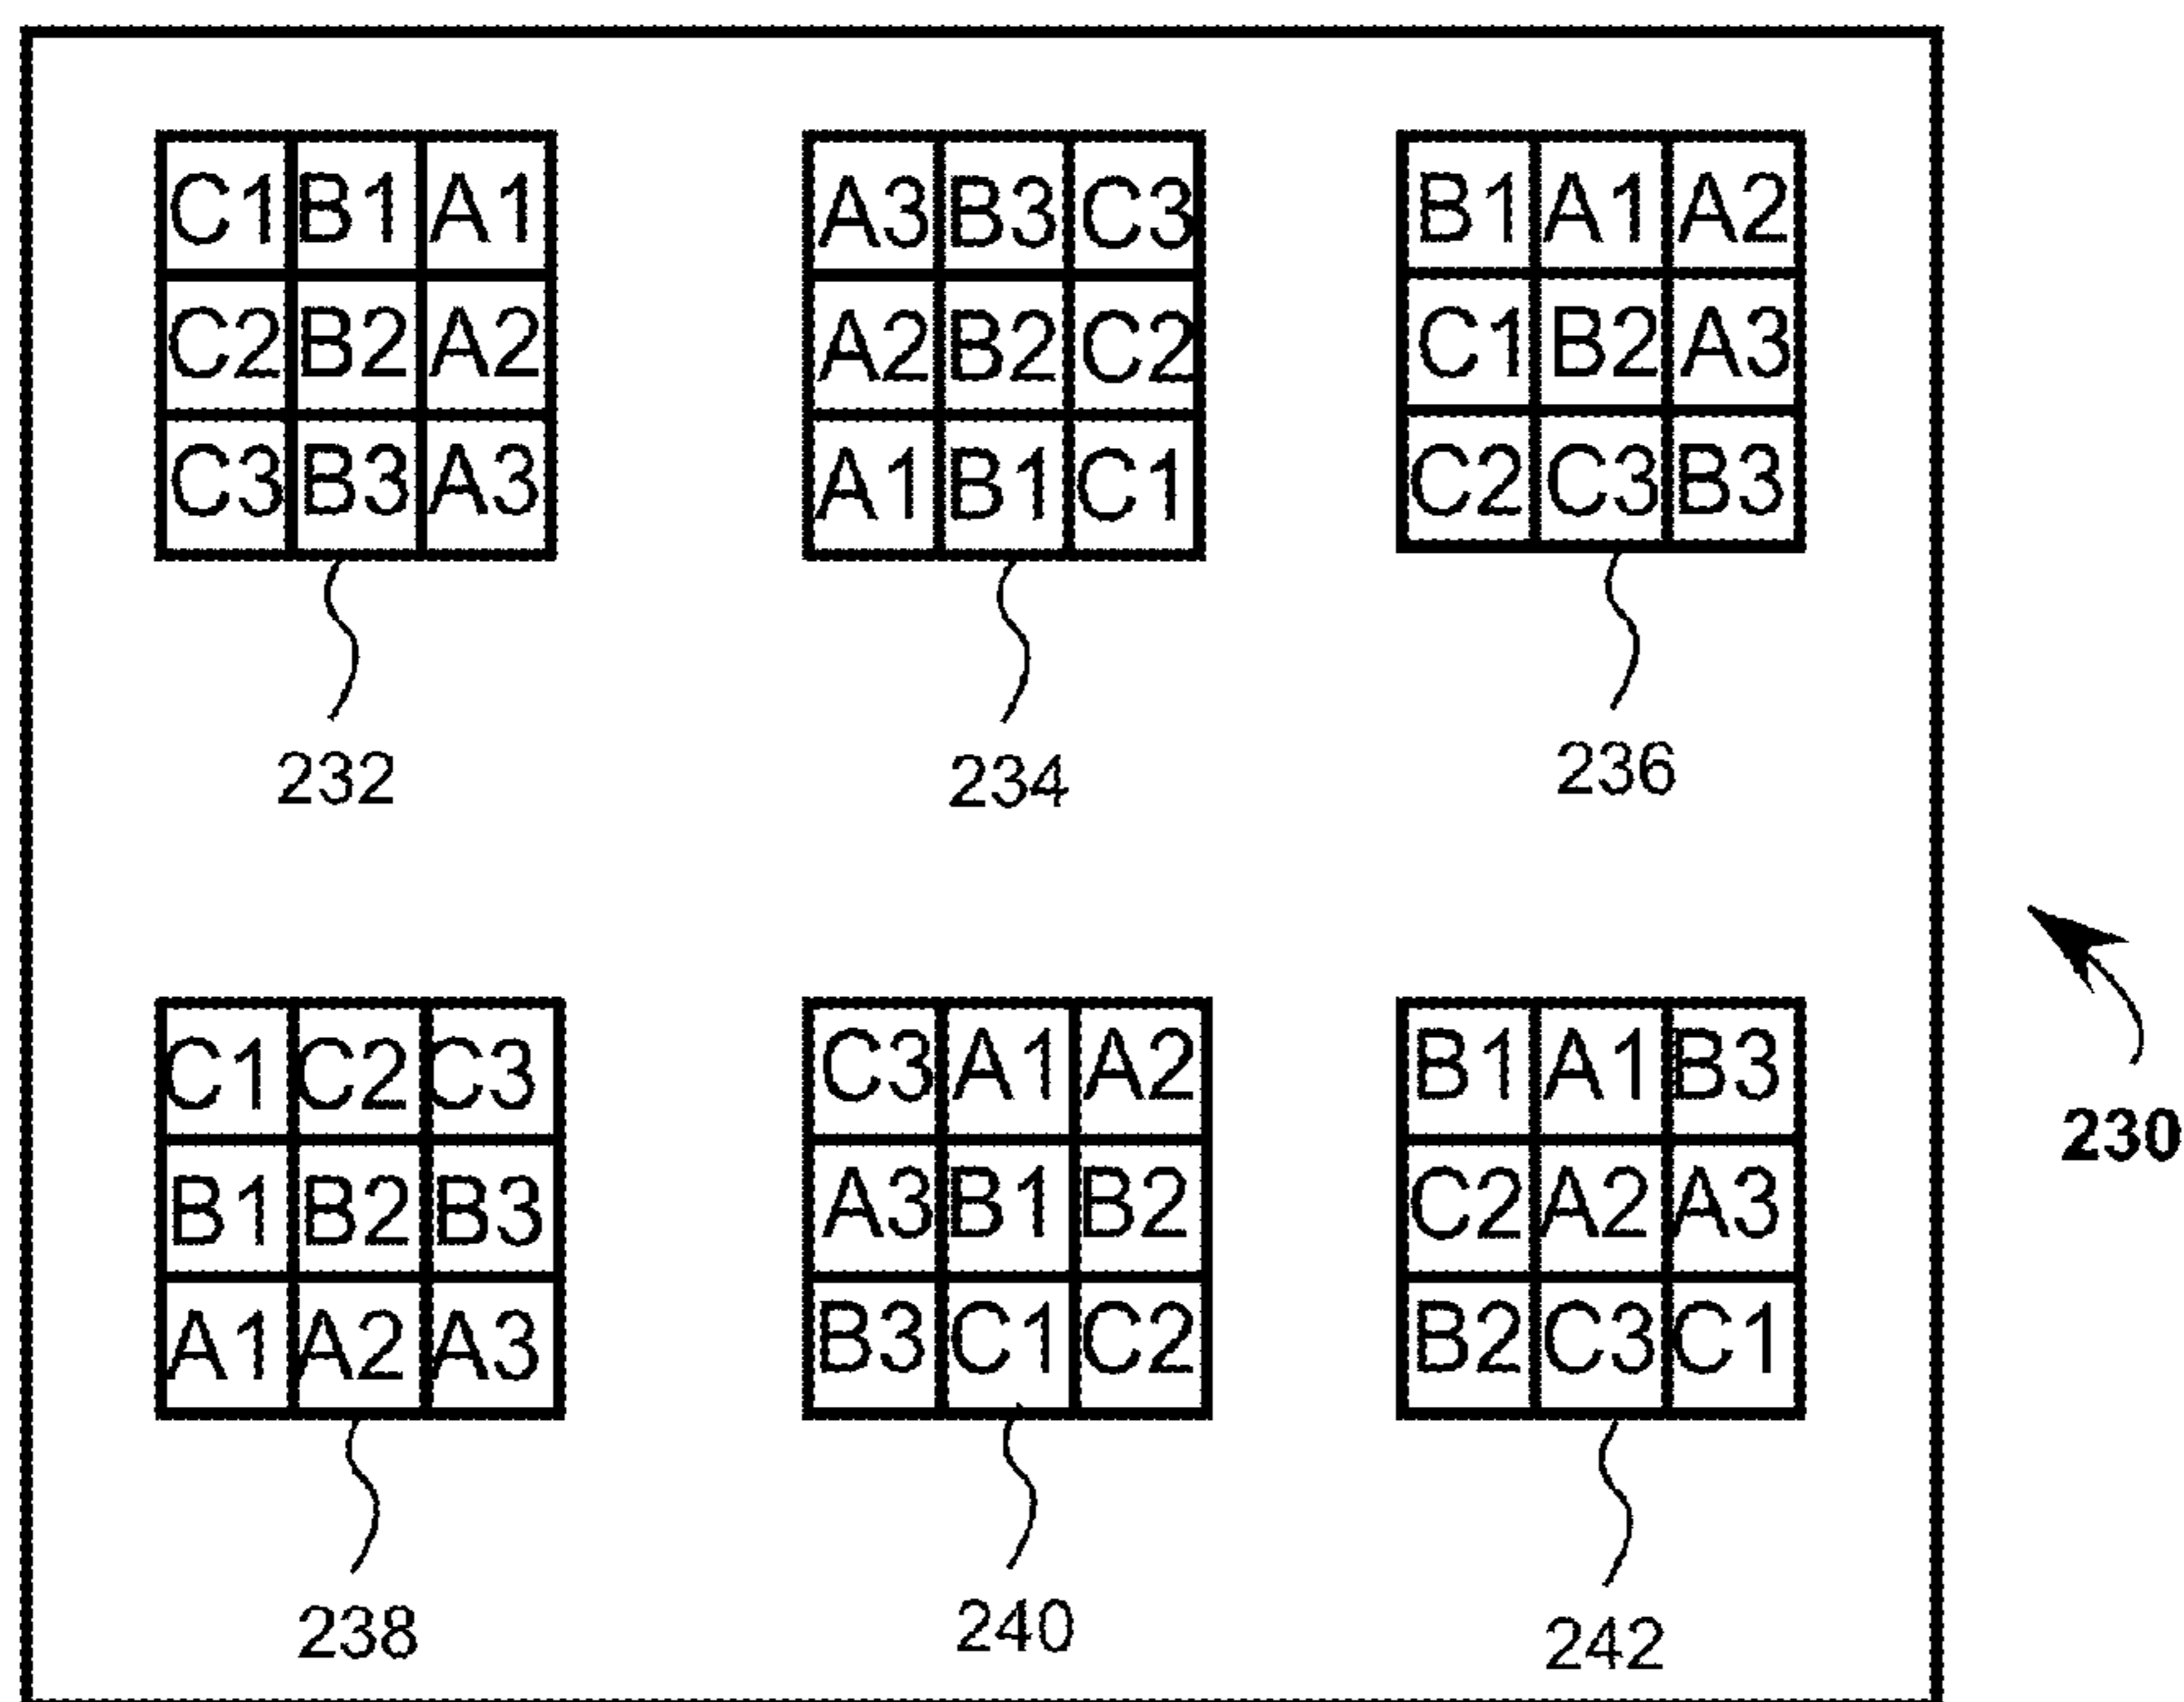 C1 B1 A1
C2 B2 A2
C3 B3 A3
232
A3 B3 C3
A2 B2 C2
A1 B1 C1
234
B1 A1 A2
C1 B2 A3
C2 C3 B3
236
C1 C2 C3
B1 B2 B3
A1 A2 A3
238
C3 A1 A2
A3 B1 B2
B3 C1 C2
240
B1 A1 B3
C2 A2 A3
B2 C3 C1
242
230